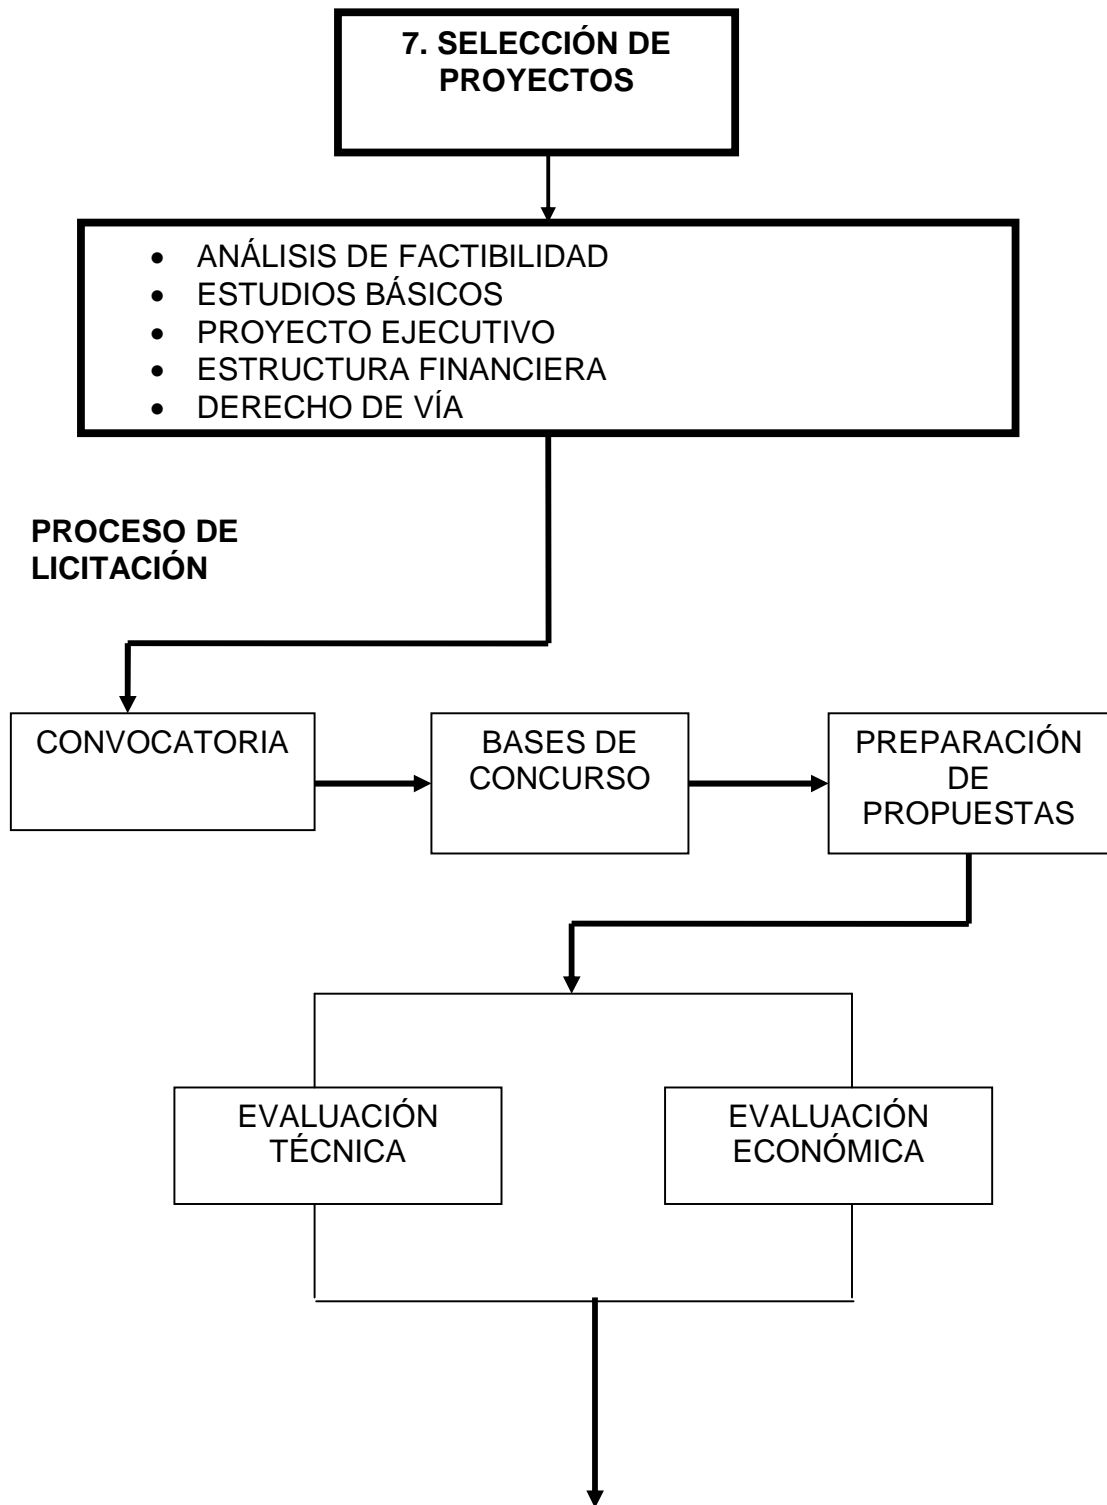 7. SELECCIÓN DE
PROYECTOS
• ANÁLISIS DE FACTIBILIDAD
• ESTUDIOS BÁSICOS
• PROYECTO EJECUTIVO
• ESTRUCTURA FINANCIERA
• DERECHO DE VÍA
PROCESO DE
LICITACIÓN
CONVOCATORIA
BASES DE
CONCURSO
PREPARACIÓN
DE
PROPUESTAS
EVALUACIÓN
TÉCNICA
EVALUACIÓN
ECONÓMICA